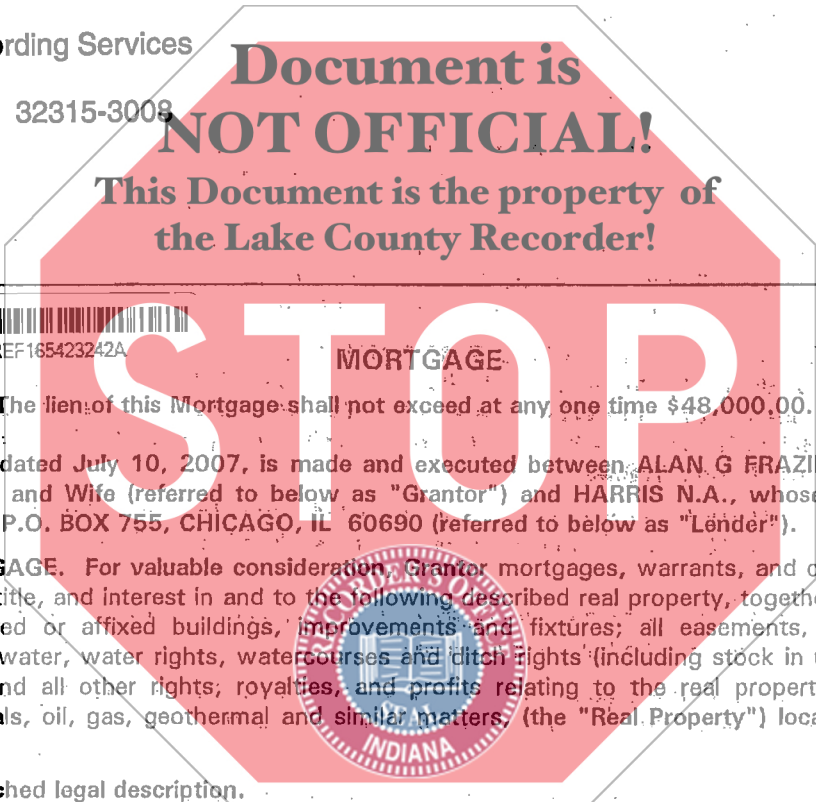 rding Services
32315-3008
Document is
NOT OFFICIAL!
This Document is the property of
the Lake County Recorder!
STOP
EF165423242A
MORTGAGE
The lien of this Mortgage shall not exceed at any one time $48,000.00.
dated July 10, 2007, is made and executed between ALAN G FRAZI
and Wife (referred to below as "Grantor") and HARRIS N.A., whose
P.O. BOX 755, CHICAGO, IL 60690 (referred to below as "Lender").
GAGE. For valuable consideration, Grantor mortgages, warrants, and c
itle, and interest in and to the following described real property, togethe
ed or affixed buildings, improvements and fixtures; all easements,
water, water rights, watercourses and ditch rights (including stock in u
nd all other rights, royalties, and profits relating to the real propert
ls, oil, gas, geothermal and similar matters, (the "Real Property") loca
ched legal description.
RECORDER'S OFFICE
SEAL
INDIANA